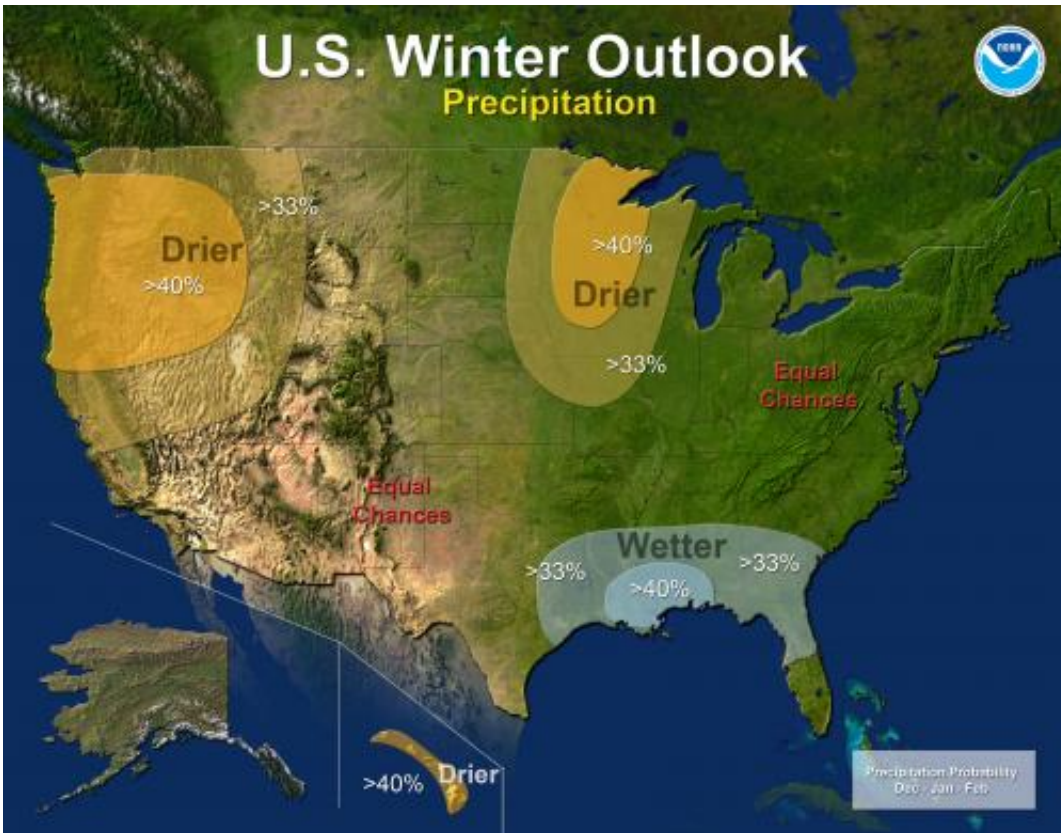 U.S. Winter Outlook
Precipitation
NOAA
>33%
Drier
>40%
>40%
Drier
>33%
Equal
Chances
Equal
Chances
Wetter
>33%
>33%
>40%
>40%
Drier
Precipitation Probability
Dec - Jan - Feb